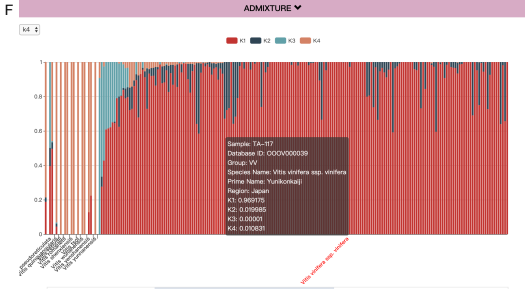 F
ADMIXTURE
k4
K1 K2 K3 K4
1
0.8
0.6
0.4
0.2
0
Sample: TA-117
Database ID: OOOV000039
Group: VV
Species Name: Vitis vinifera ssp. vinifera
Prime Name: Yunikonkaiji
Region: Japan
K1: 0.969175
K2: 0.019985
K3: 0.00001
K4: 0.010831
Vitis yunnanensis
Vitis vinifera ssp. vinifera